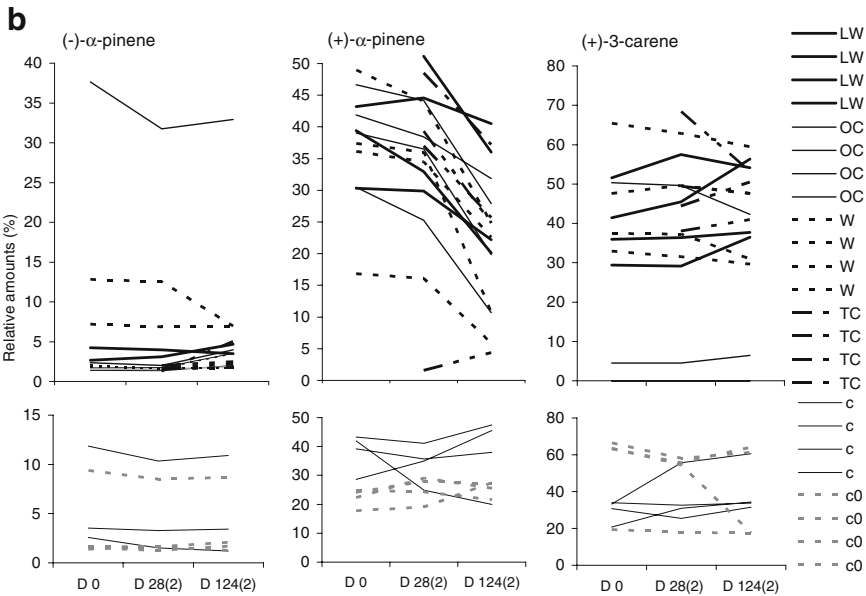 b
(-)-α-pinene
(+)-α-pinene
(+)-3-carene
Relative amounts (%)
40
35
30
25
20
15
10
5
0
50
45
40
35
30
25
20
15
10
5
0
80
70
60
50
40
30
20
10
0
15
10
5
0
50
40
30
20
10
0
80
60
40
20
0
D 0 D 28(2) D 124(2)
D 0 D 28(2) D 124(2)
D 0 D 28(2) D 124(2)
LW
LW
LW
LW
OC
OC
OC
OC
W
W
W
W
TC
TC
TC
TC
c
c
c
c
c0
c0
c0
c0